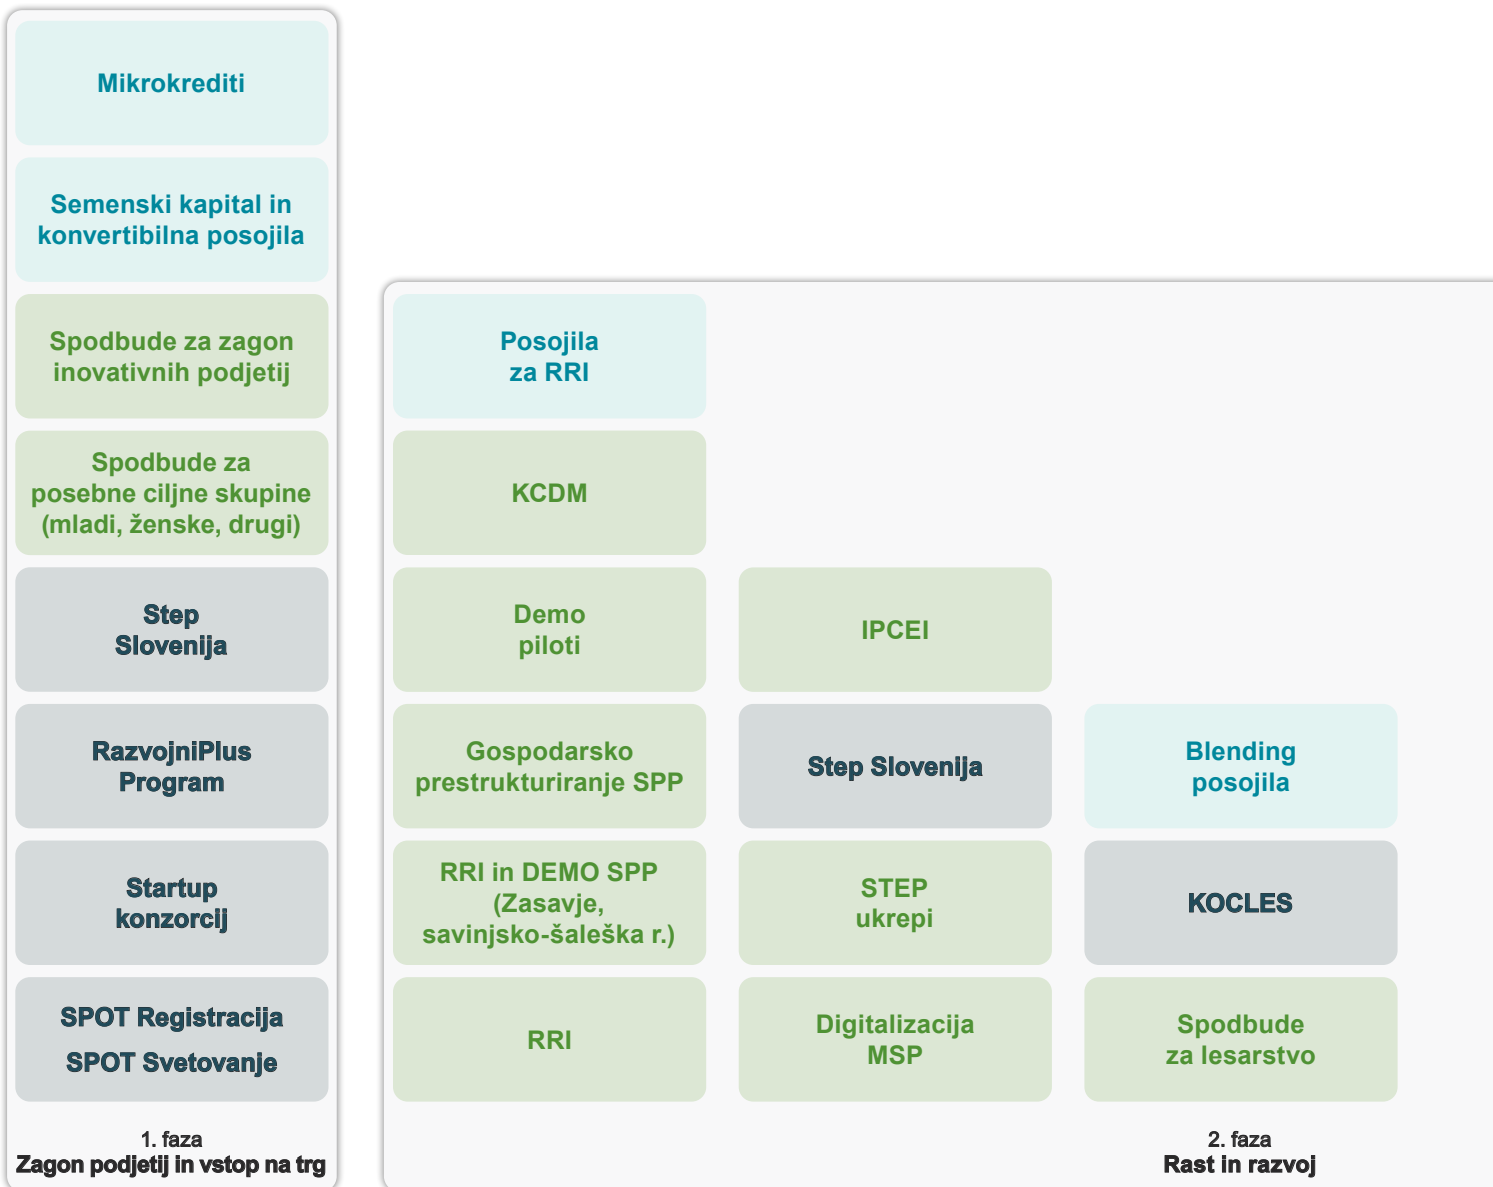 Mikrokrediti
Semenski kapital in
konvertibilna posojila
Spodbude za zagon
inovativnih podjetij
Spodbude za
posebne ciljne skupine
(mladi, ženske, drugi)
Step
Slovenija
RazvojniPlus
Program
Startup
konzorcij
SPOT Registracija
SPOT Svetovanje
1. faza
Zagon podjetij in vstop na trg
Posojila
za RRI
KCDM
Demo
piloti
Gospodarsko
prestrukturiranje SPP
RRI in DEMO SPP
(Zasavje,
savinjsko-šaleška r.)
RRI
IPCEI
Step Slovenija
STEP
ukrepi
Digitalizacija
MSP
Blending
posojila
KOCLES
Spodbude
za lesarstvo
2. faza
Rast in razvoj